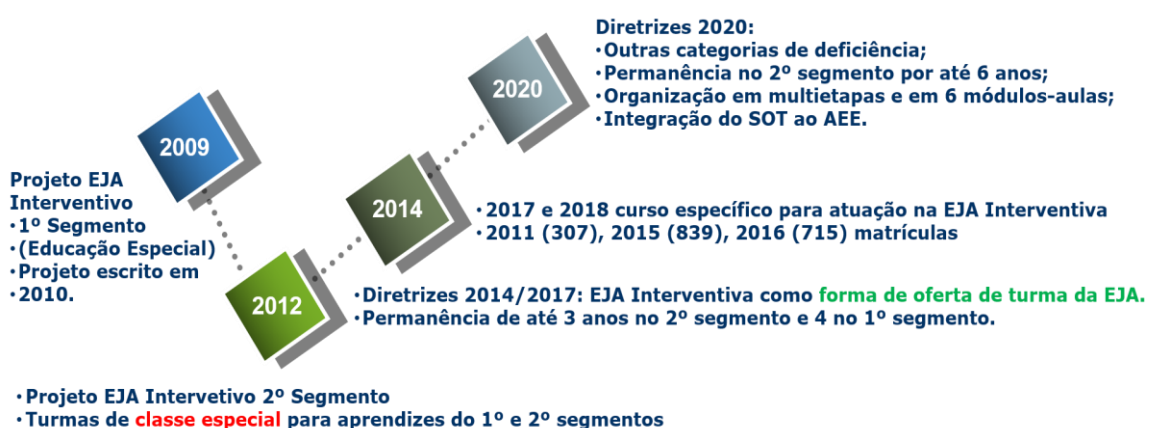 2009
Projeto EJA
Interventivo
·1º Segmento
·(Educação Especial)
·Projeto escrito em
·2010.
2012
·Projeto EJA Intervetivo 2º Segmento
·Turmas de classe especial para aprendizes do 1º e 2º segmentos
2014
·2017 e 2018 curso específico para atuação na EJA Interventiva
·2011 (307), 2015 (839), 2016 (715) matrículas
·Diretrizes 2014/2017: EJA Interventiva como forma de oferta de turma da EJA.
·Permanência de até 3 anos no 2º segmento e 4 no 1º segmento.
2020
Diretrizes 2020:
·Outras categorias de deficiência;
·Permanência no 2º segmento por até 6 anos;
·Organização em multietapas e em 6 módulos-aulas;
·Integração do SOT ao AEE.